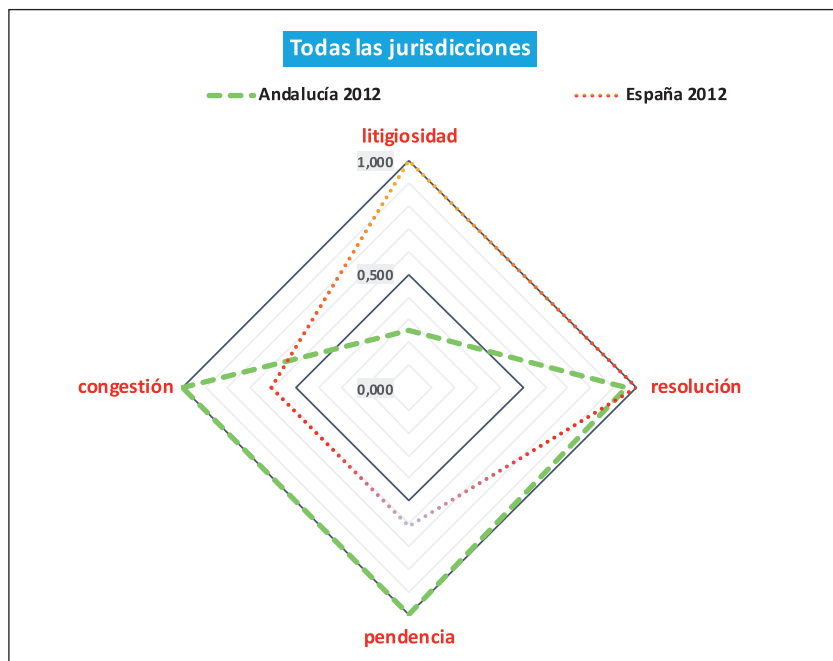 Todas las jurisdicciones
Andalucía 2012
España 2012
litigiosidad
1,000
0,500
congestión
0,000
resolución
pendencia